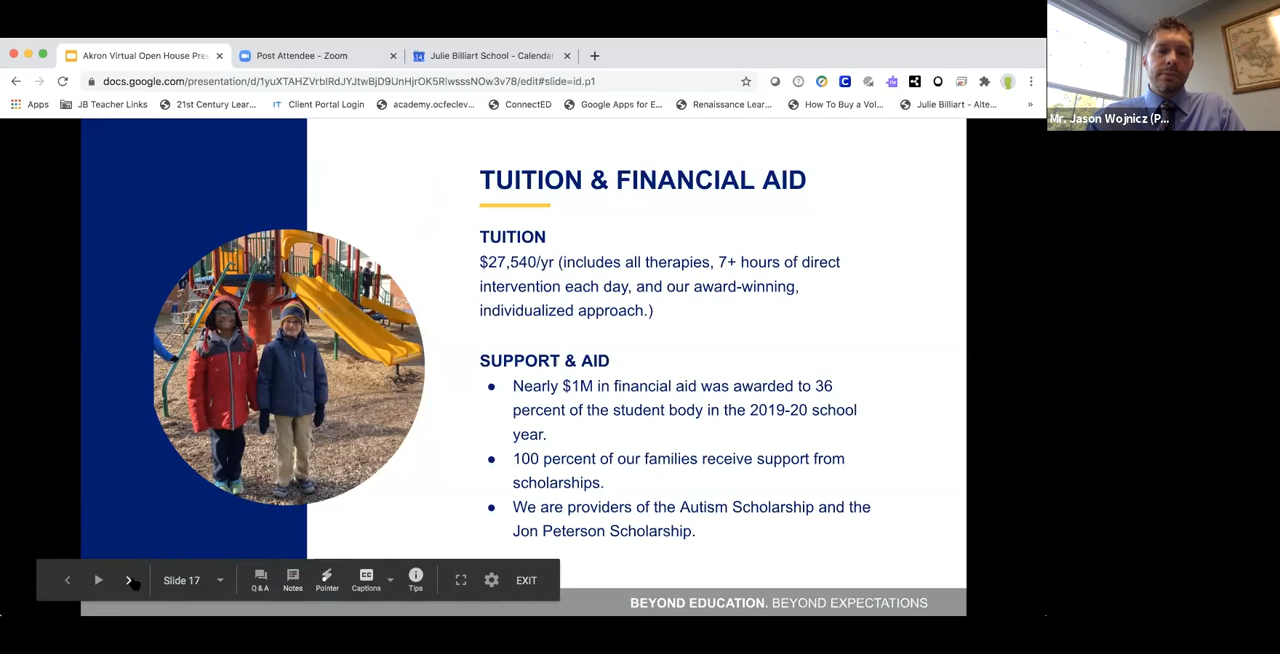 Akron Virtual Open House Pre
Post Attendee - Zoom
Julie Billiart School - Calenda
docs.google.com/presentation/d/1yuXTAHZVrbIRdJYJtwBjD9UnHjrOK5RlwssNOw3v78/edit#slide=id.p1
Apps
JB Teacher Links
21st Century Lear...
IT Client Portal Login
academy.ocfeclev...
ConnectED
Google Apps for E...
Renaissance Lear...
How To Buy a Vol...
Julie Billiart - Alte...
»
Mr. Jason Wojnicz (P...
TUITION & FINANCIAL AID
TUITION
$27,540/yr (includes all therapies, 7+ hours of direct
intervention each day, and our award-winning,
individualized approach.)
SUPPORT & AID
● Nearly $1M in financial aid was awarded to 36
percent of the student body in the 2019-20 school
year.
● 100 percent of our families receive support from
scholarships.
● We are providers of the Autism Scholarship and the
Jon Peterson Scholarship.
Slide 17
Q & A
Notes
Pointer
Captions
Tips
EXIT
BEYOND EDUCATION. BEYOND EXPECTATIONS